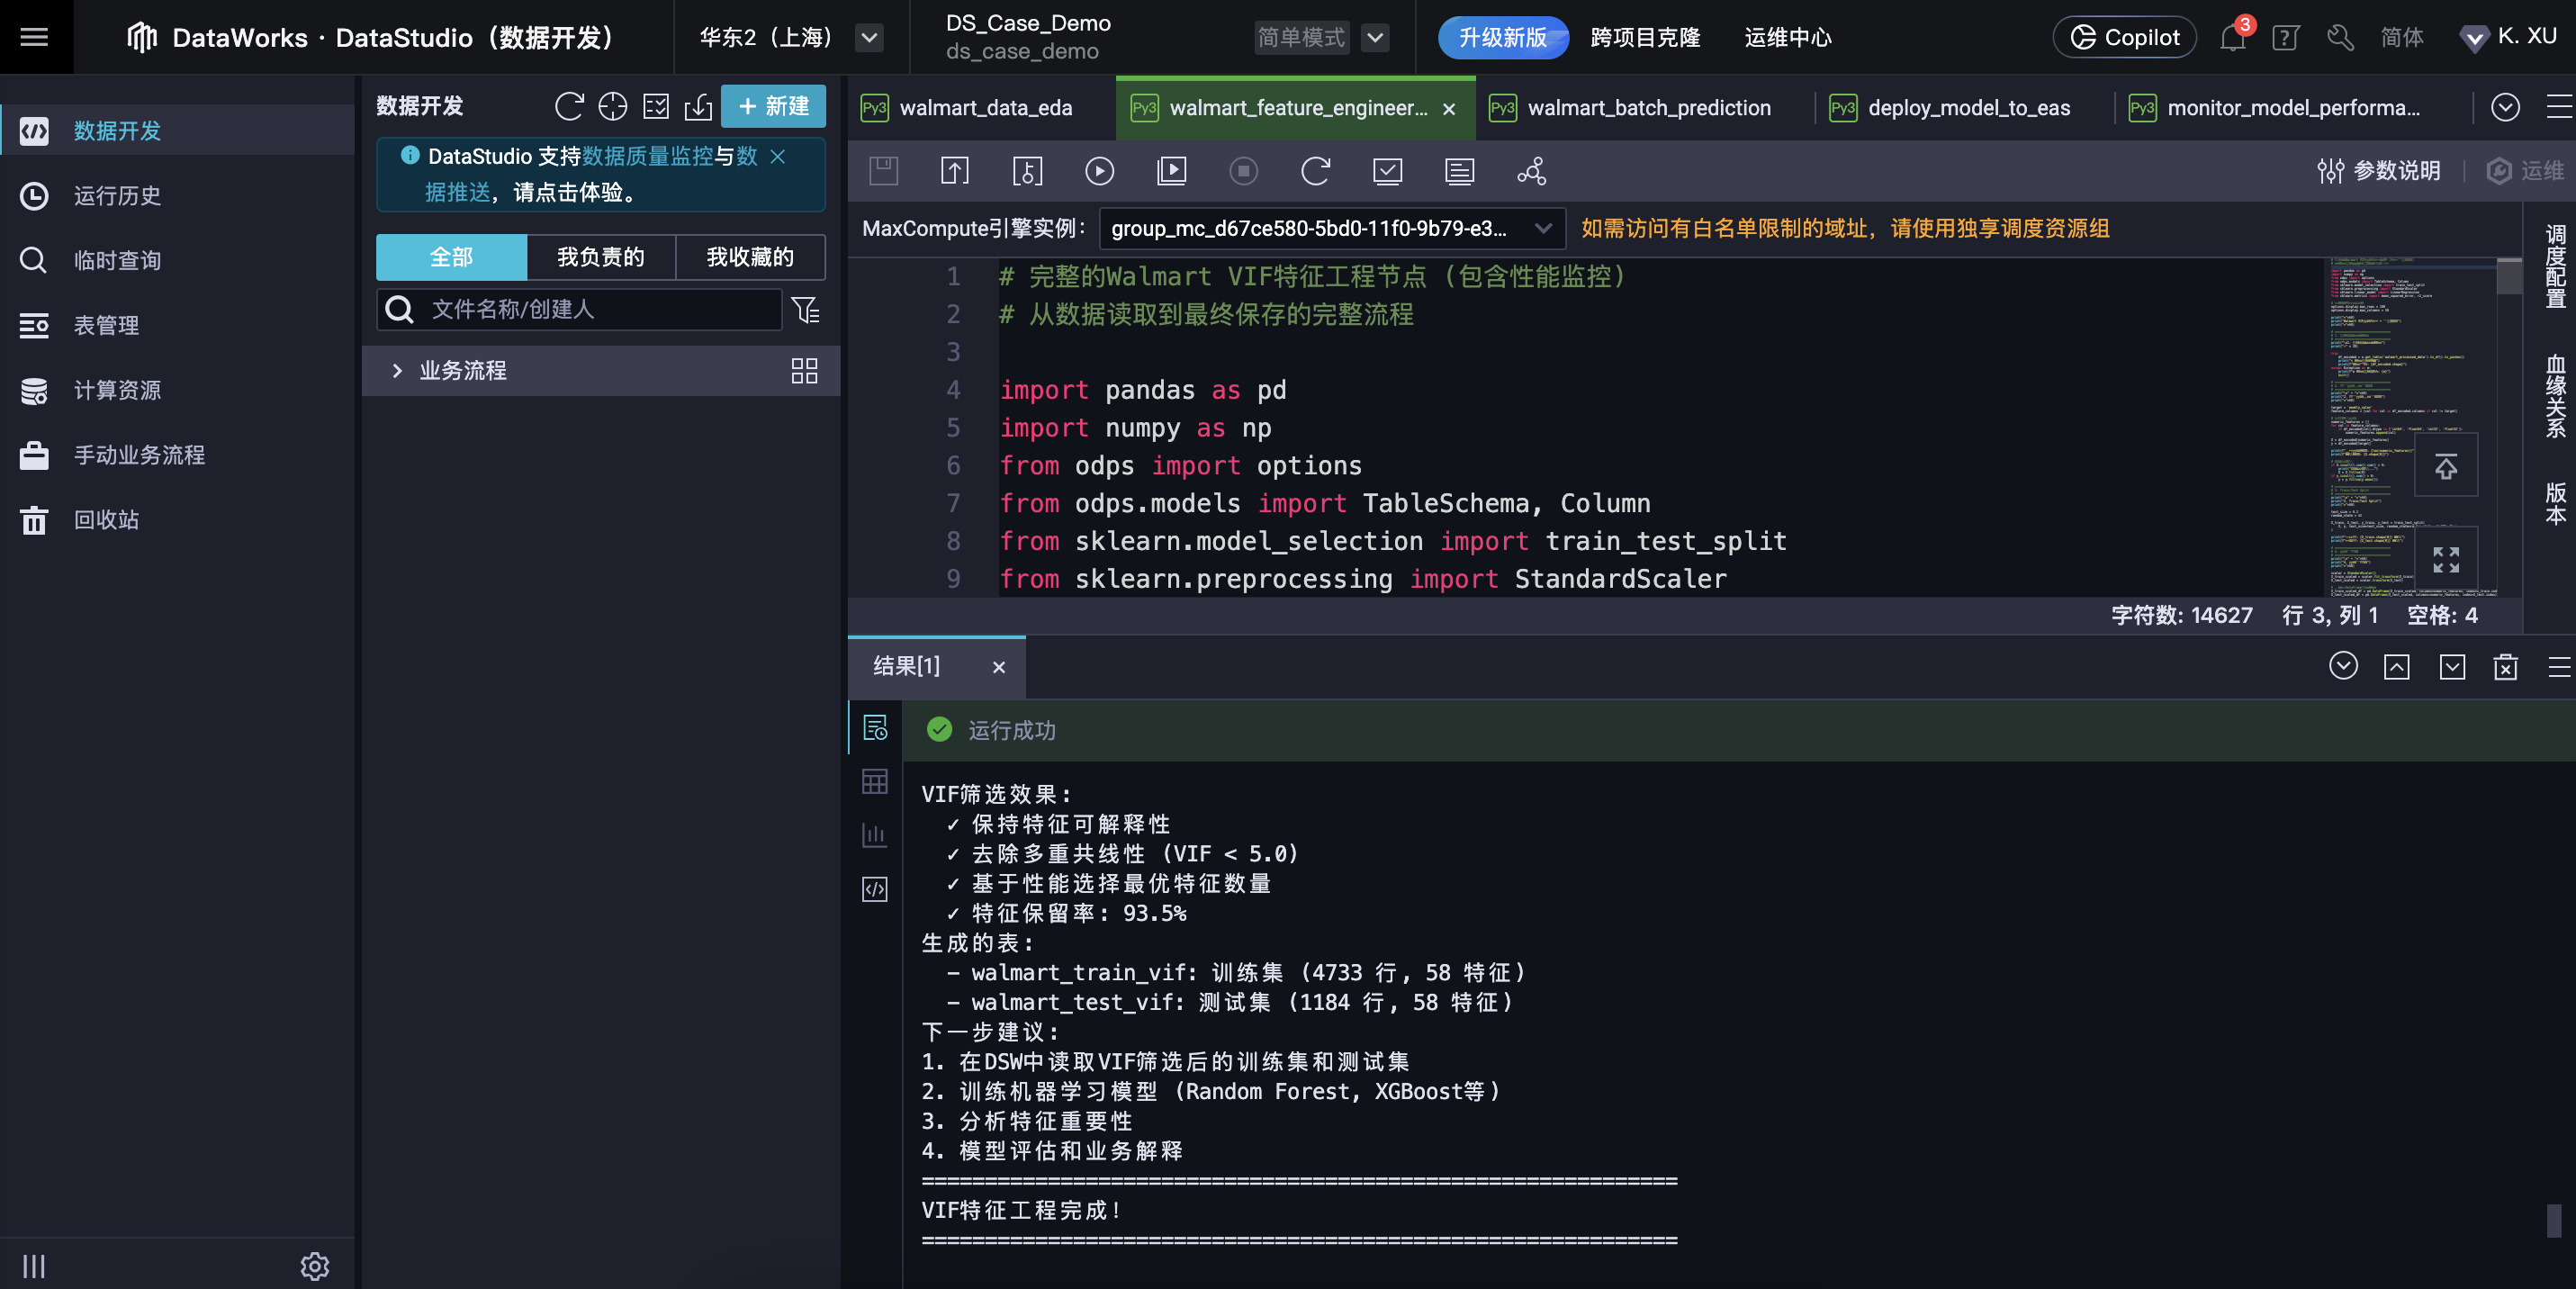 DataWorks · DataStudio（数据开发）
华东2（上海）
DS_Case_Demo
ds_case_demo
简单模式
升级新版
跨项目克隆
运维中心
Copilot
3
简体
K. XU
数据开发
运行历史
临时查询
表管理
计算资源
手动业务流程
回收站
数据开发
新建
DataStudio 支持数据质量监控与数
据推送，请点击体验。
全部
我负责的
我收藏的
文件名称/创建人
业务流程
Py3 walmart_data_eda
Py3 walmart_feature_engineer...
Py3 walmart_batch_prediction
Py3 deploy_model_to_eas
Py3 monitor_model_performa...
参数说明
运维
MaxCompute引擎实例：
group_mc_d67ce580-5bd0-11f0-9b79-e3...
如需访问有白名单限制的域址，请使用独享调度资源组
1 # 完整的Walmart VIF特征工程节点（包含性能监控）
2 # 从数据读取到最终保存的完整流程
3
4 import pandas as pd
5 import numpy as np
6 from odps import options
7 from odps.models import TableSchema, Column
8 from sklearn.model_selection import train_test_split
9 from sklearn.preprocessing import StandardScaler
调度配置
血缘关系
版本
字符数: 14627
行 3, 列 1
空格: 4
结果[1]
运行成功
VIF筛选效果:
✓ 保持特征可解释性
✓ 去除多重共线性 (VIF < 5.0)
✓ 基于性能选择最优特征数量
✓ 特征保留率: 93.5%
生成的表:
- walmart_train_vif: 训练集 (4733 行, 58 特征)
- walmart_test_vif: 测试集 (1184 行, 58 特征)
下一步建议:
1. 在DSW中读取VIF筛选后的训练集和测试集
2. 训练机器学习模型 (Random Forest, XGBoost等)
3. 分析特征重要性
4. 模型评估和业务解释
============================================================
VIF特征工程完成!
============================================================